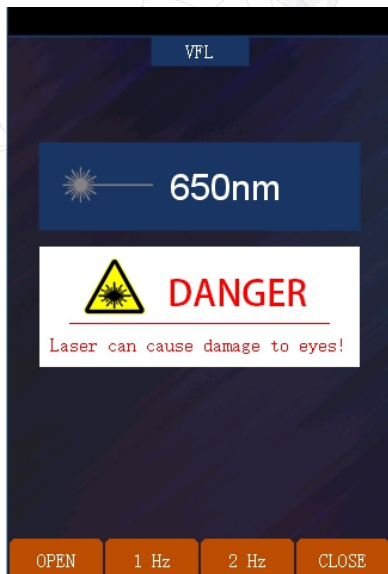 VFL
650nm
DANGER
Laser can cause damage to eyes!
OPEN 1 Hz 2 Hz CLOSE